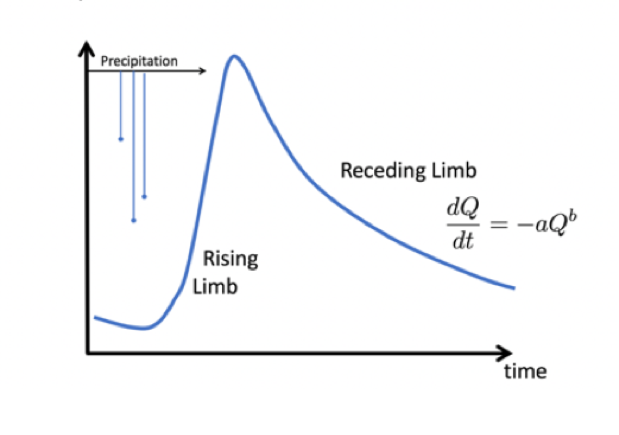 Precipitation
Receding Limb
dQ/dt = −aQ^b
Rising
Limb
time